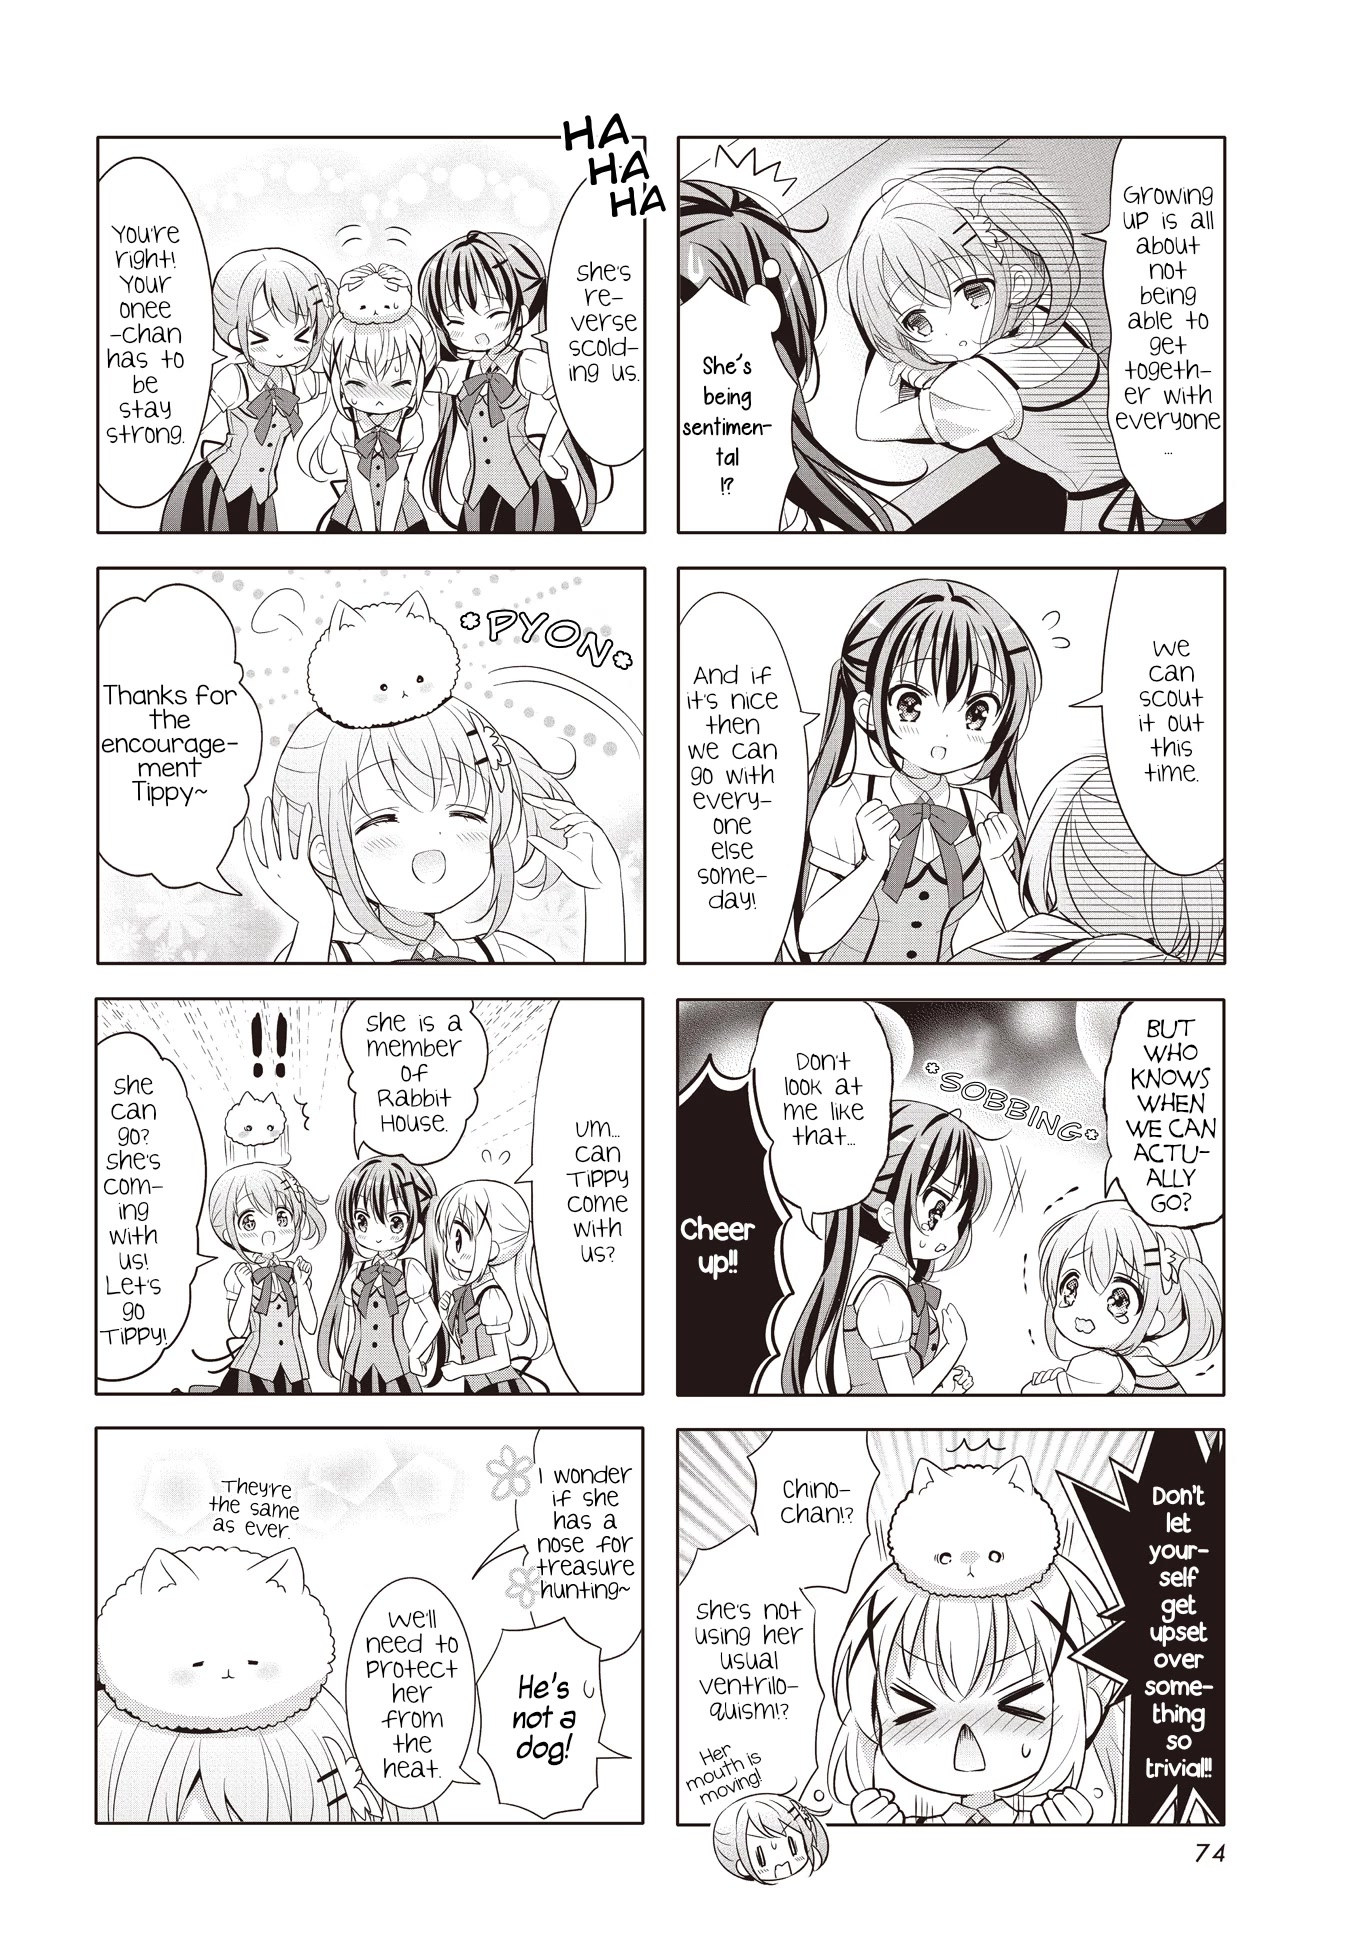 Growing
up is all
about
not
being
able to
get
togeth-
er with
everyone
...
She's
being
sentimen-
tal
!?
We
can
scout
it out
this
time.
And if
it's nice
then
we can
go with
every-
one
else
some-
day!
BUT
WHO
KNOWS
WHEN
WE CAN
ACTU-
ALLY
GO?
*SOBBING*
Don't
look at
me like
that...
Cheer
up!!
Don't
let
your-
self
get
upset
over
some-
thing
so
trivial!!
Chino-
chan!?
She's not
using her
usual
ventrilo-
quism!?
Her
mouth is
moving!
HA
HA
HA
She's
re-
verse
scold-
ing us.
You're
right!
Your
onee
-chan
has to
be
stay
strong.
*PYON*
Thanks for
the
encourage-
ment
Tippy~
Um...
can
Tippy
come
with
us?
She is a
member
of
Rabbit
House.
!!
She
can
go?
She's
com-
ing
with
us!
Let's
go
Tippy!
I wonder
if she
has a
nose for
treasure
hunting~
He's
not a
dog!
We'll
need to
protect
her
from
the
heat.
They're
the same
as ever.
74